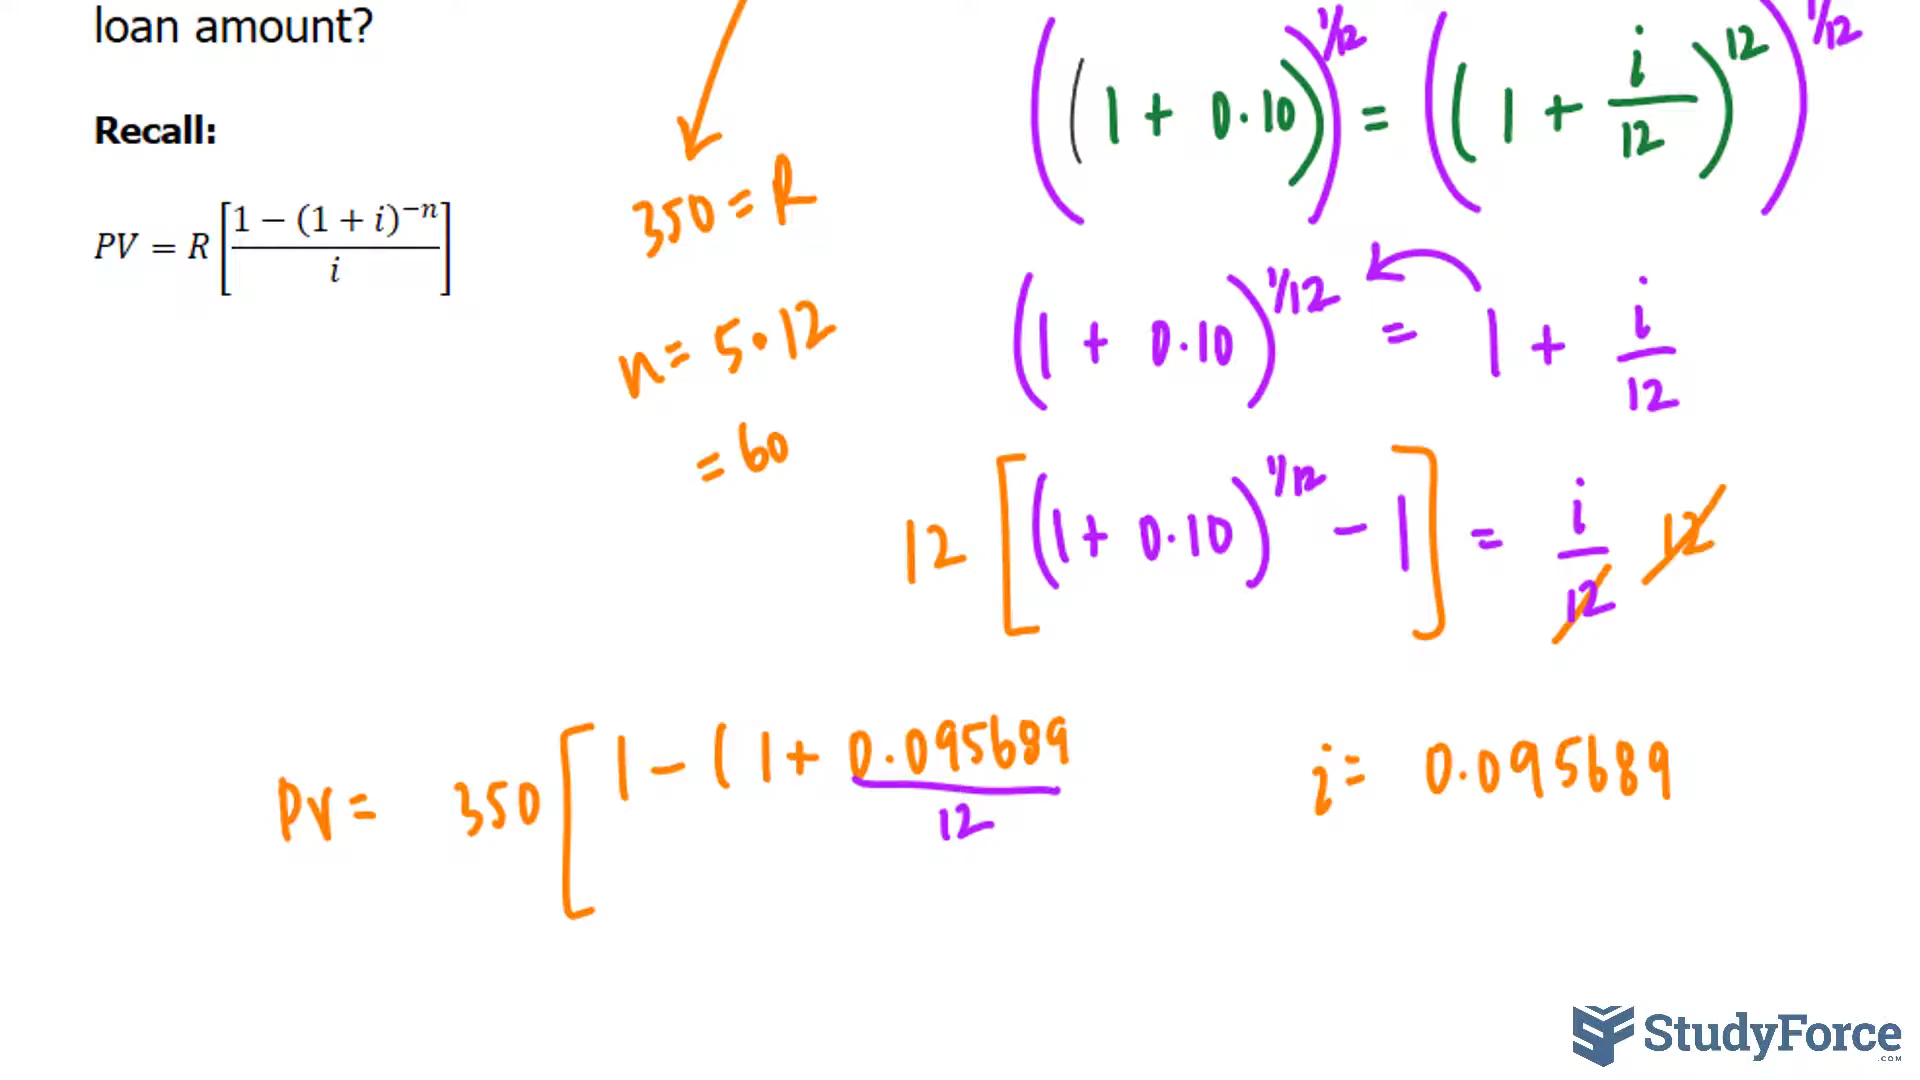 loan amount?
Recall:
PV = R [ (1 − (1 + i)^−n) / i ]
350 = R
n = 5 · 12
= 60
((1 + 0.10))^1/12 = ((1 + i/12)^12)^1/12
(1 + 0.10)^1/12 = 1 + i/12
12 [(1 + 0.10)^1/12 − 1] = i/12 12
PV = 350 [ 1 − (1 + 0.095689/12
i = 0.095689
StudyForce
.COM